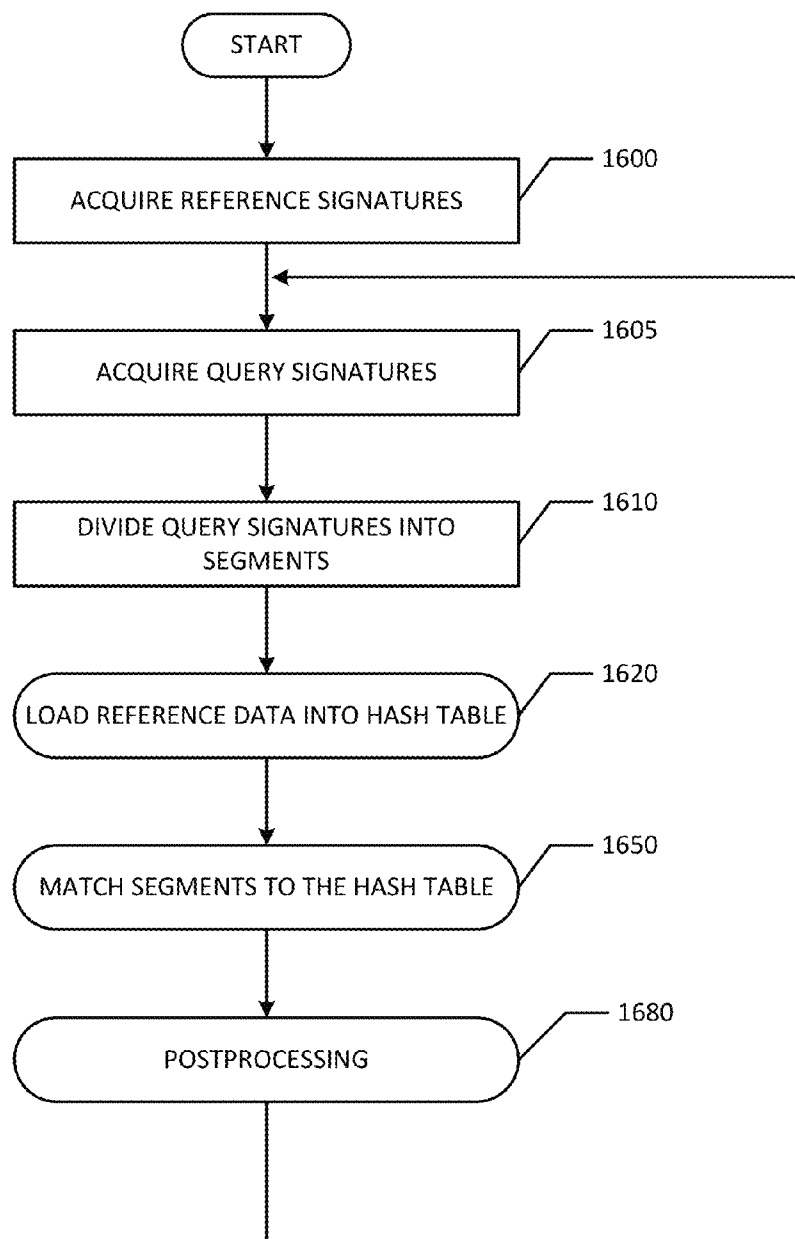 START
1600
ACQUIRE REFERENCE SIGNATURES
1605
ACQUIRE QUERY SIGNATURES
1610
DIVIDE QUERY SIGNATURES INTO
SEGMENTS
1620
LOAD REFERENCE DATA INTO HASH TABLE
1650
MATCH SEGMENTS TO THE HASH TABLE
1680
POSTPROCESSING